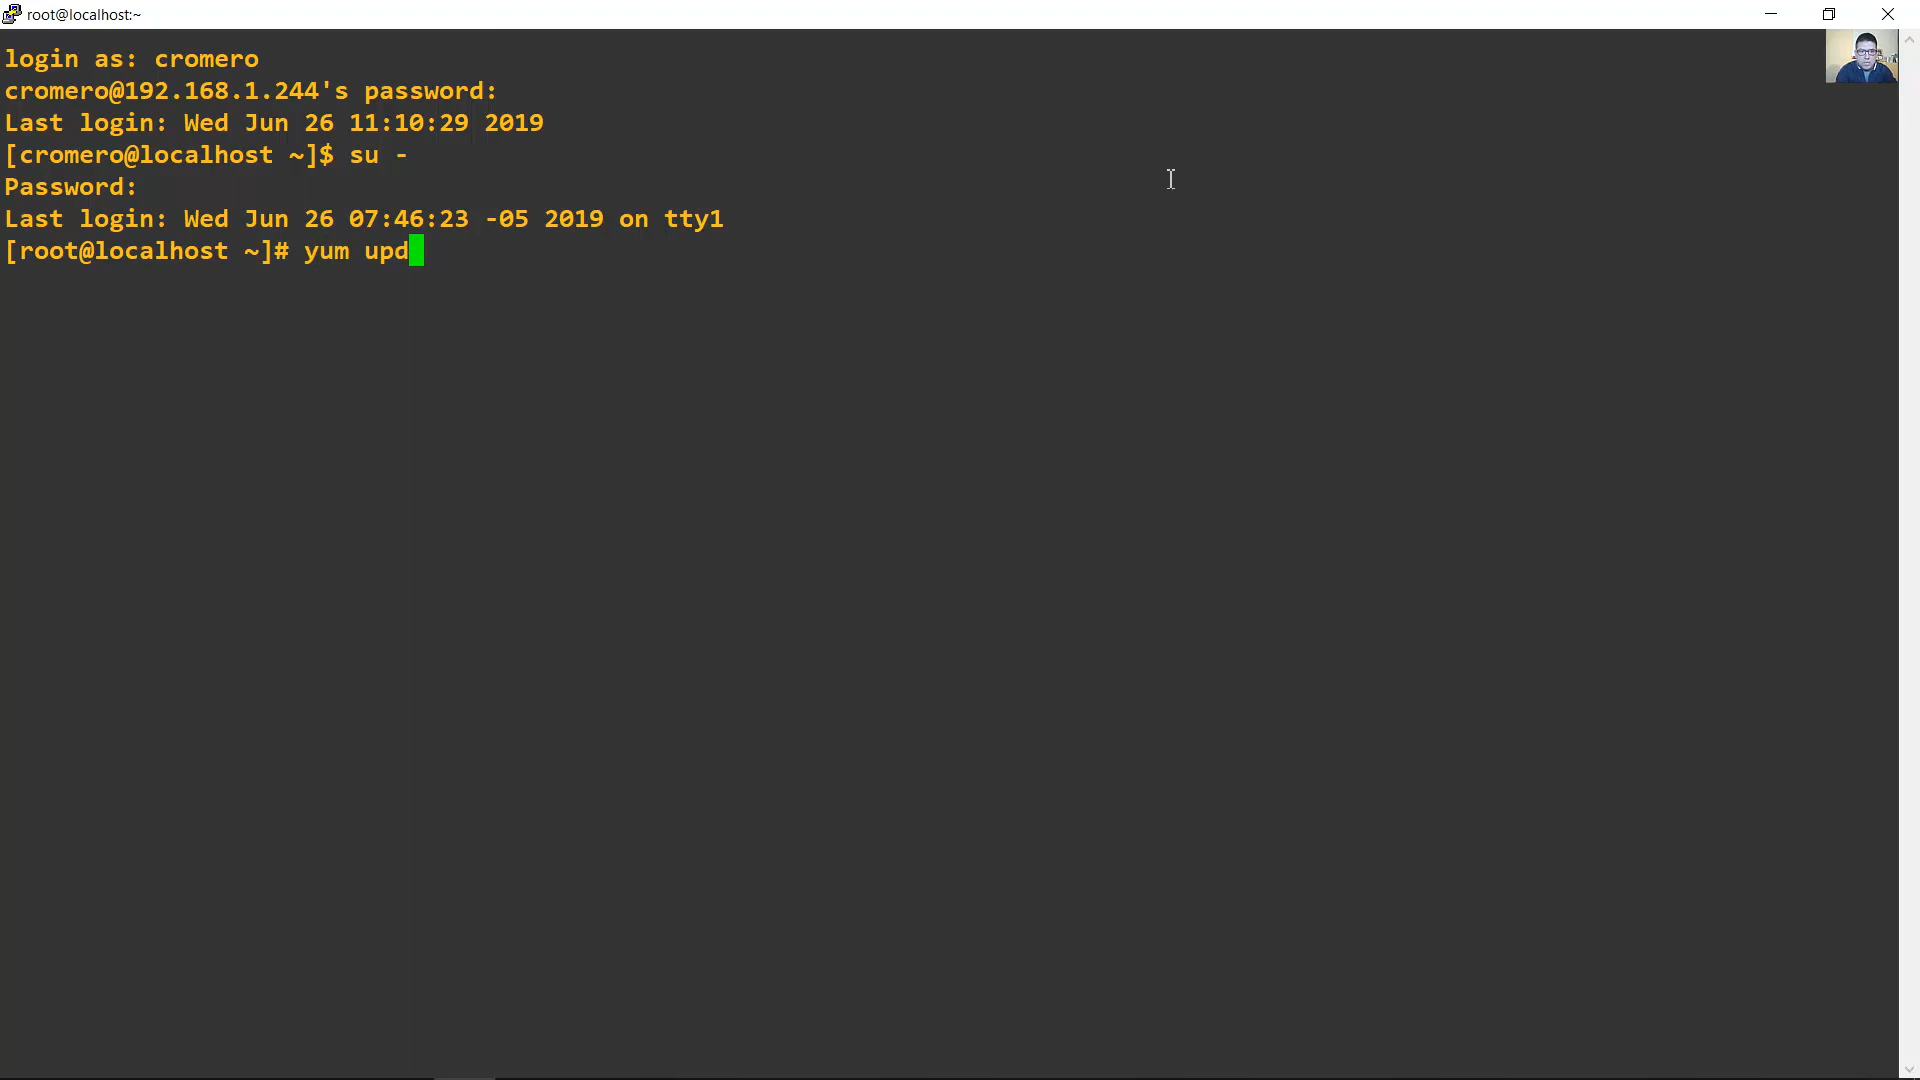 root@localhost:~
login as: cromero
cromero@192.168.1.244's password:
Last login: Wed Jun 26 11:10:29 2019
[cromero@localhost ~]$ su -
Password:
Last login: Wed Jun 26 07:46:23 -05 2019 on tty1
[root@localhost ~]# yum upd